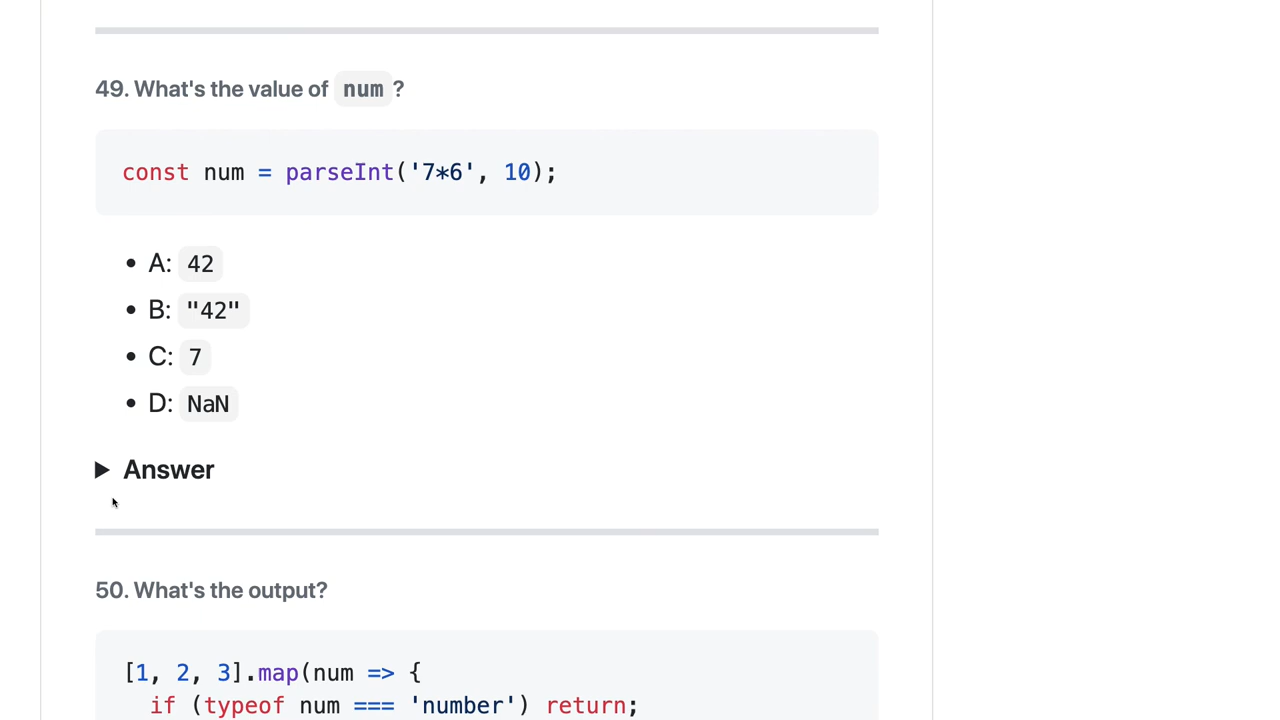 49. What's the value of num ?
const num = parseInt('7*6', 10);
• A: 42
• B: "42"
• C: 7
• D: NaN
Answer
50. What's the output?
[1, 2, 3].map(num => {
  if (typeof num === 'number') return;